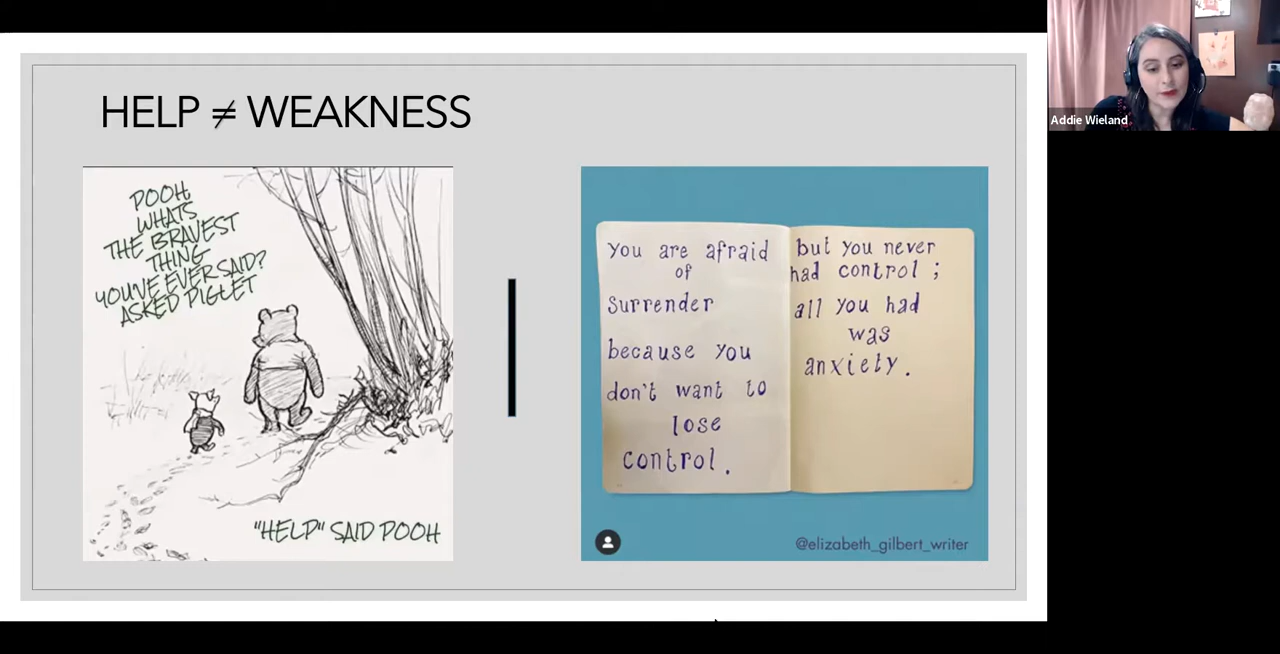 HELP ≠ WEAKNESS
POOH
WHATS
THE BRAVEST
THING
YOU'VE EVER SAID?
ASKED PIGLET
"HELP" SAID POOH
you are afraid
of
surrender
because you
don't want to
lose
control.
but you never
had control;
all you had
was
anxiety.
@elizabeth_gilbert_writer
Addie Wieland